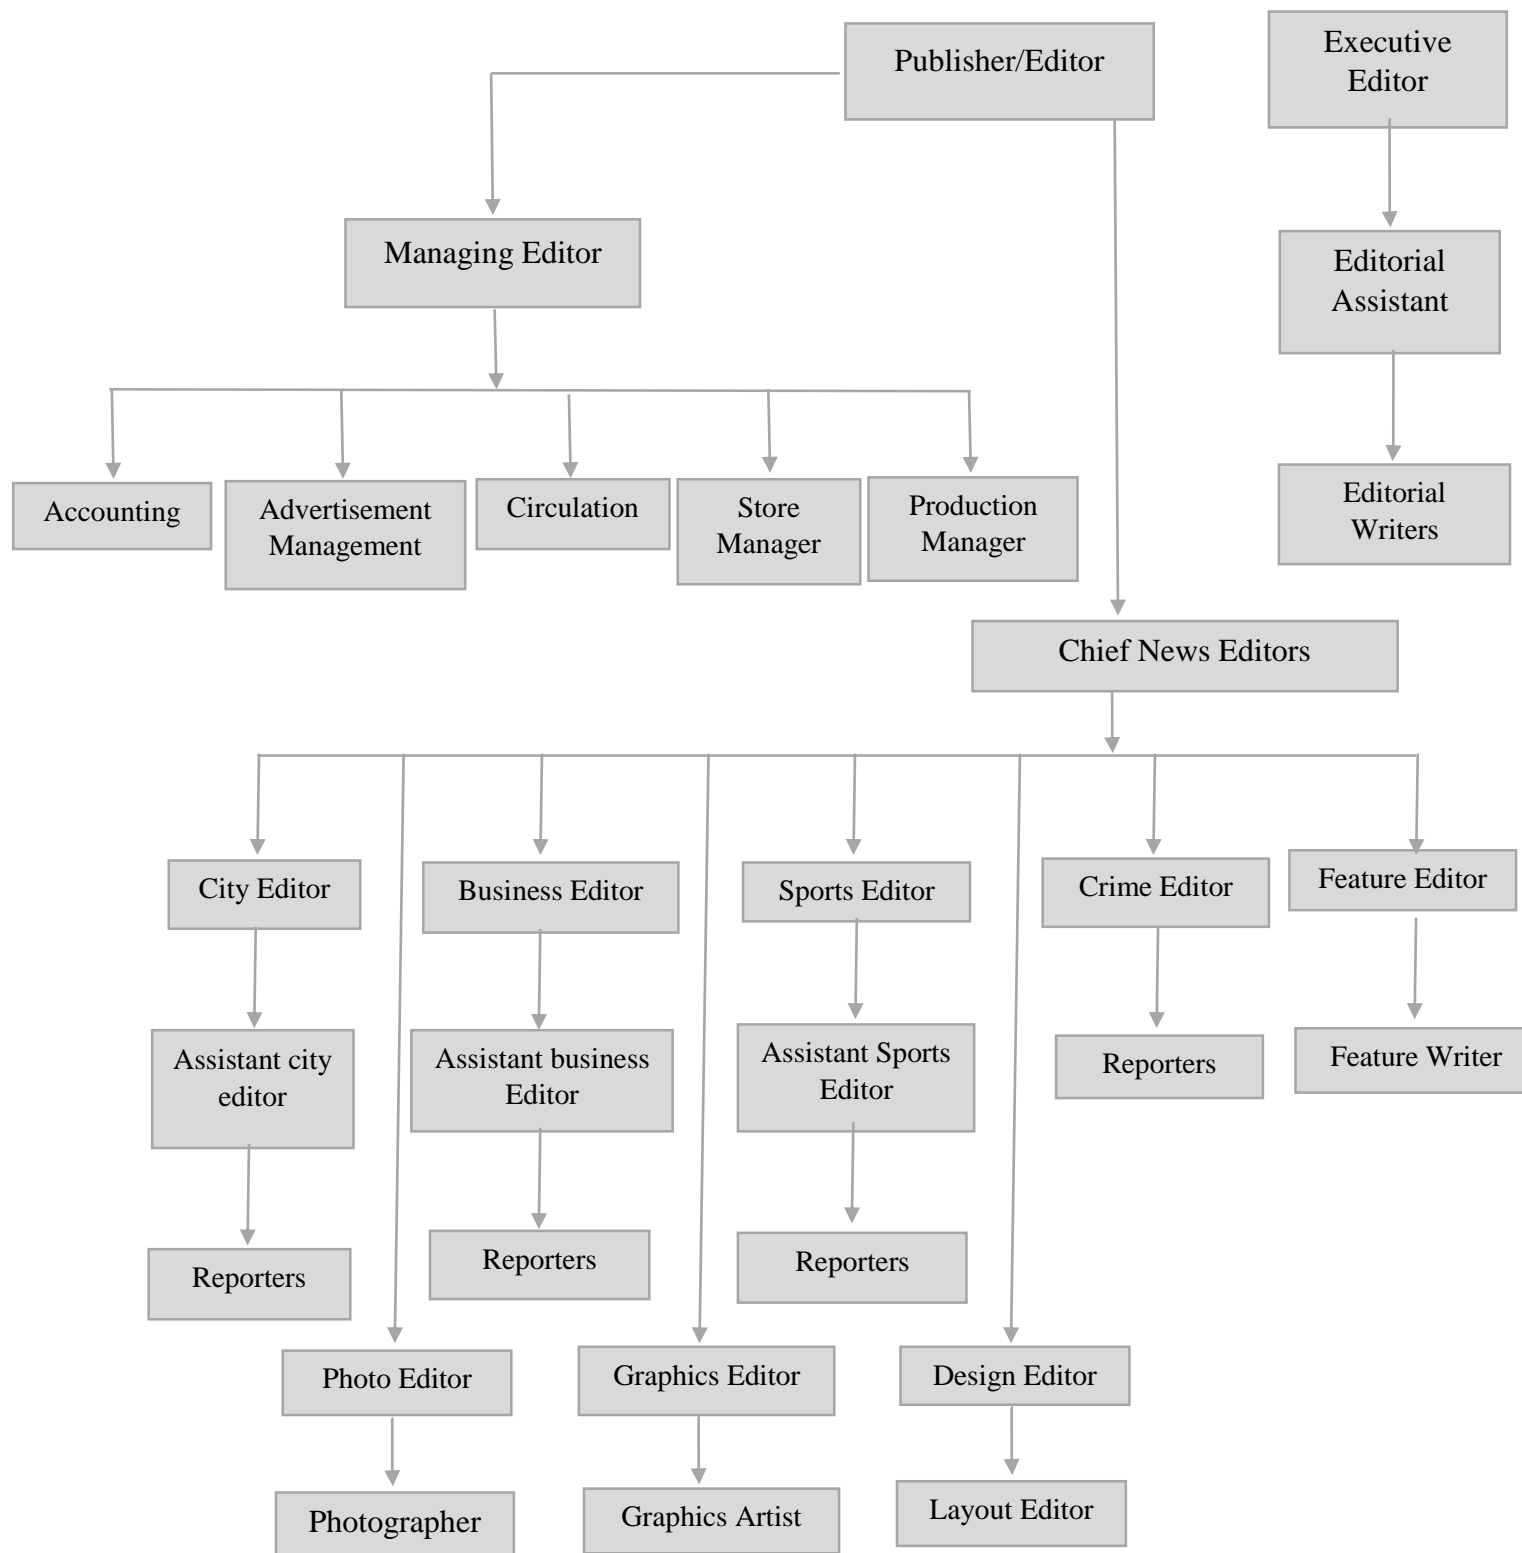 Publisher/Editor
Executive
Editor
Managing Editor
Editorial
Assistant
Accounting
Advertisement
Management
Circulation
Store
Manager
Production
Manager
Editorial
Writers
Chief News Editors
City Editor
Business Editor
Sports Editor
Crime Editor
Feature Editor
Assistant city
editor
Assistant business
Editor
Assistant Sports
Editor
Reporters
Feature Writer
Reporters
Reporters
Reporters
Photo Editor
Graphics Editor
Design Editor
Photographer
Graphics Artist
Layout Editor